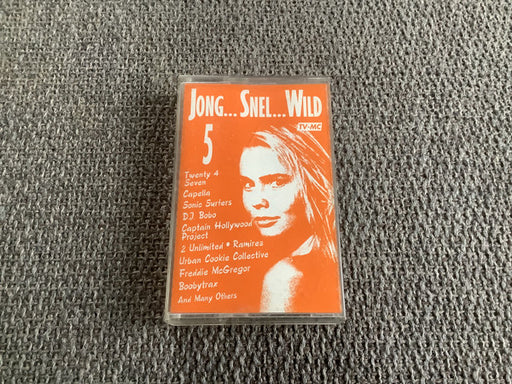 JONG... SNEL... WILD
TV-MC
5
Twenty 4
Seven
Capella
Sonic Surfers
D.J. Bobo
Captain Hollywood
Project
2 Unlimited • Ramirez
Urban Cookie Collective
Freddie McGregor
Boobytrax
And Many Others